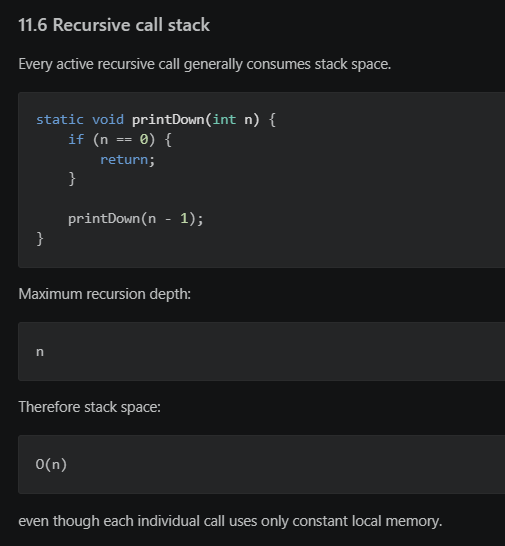 11.6 Recursive call stack
Every active recursive call generally consumes stack space.
static void printDown(int n) {
    if (n == 0) {
        return;
    }

    printDown(n - 1);
}
Maximum recursion depth:
n
Therefore stack space:
O(n)
even though each individual call uses only constant local memory.